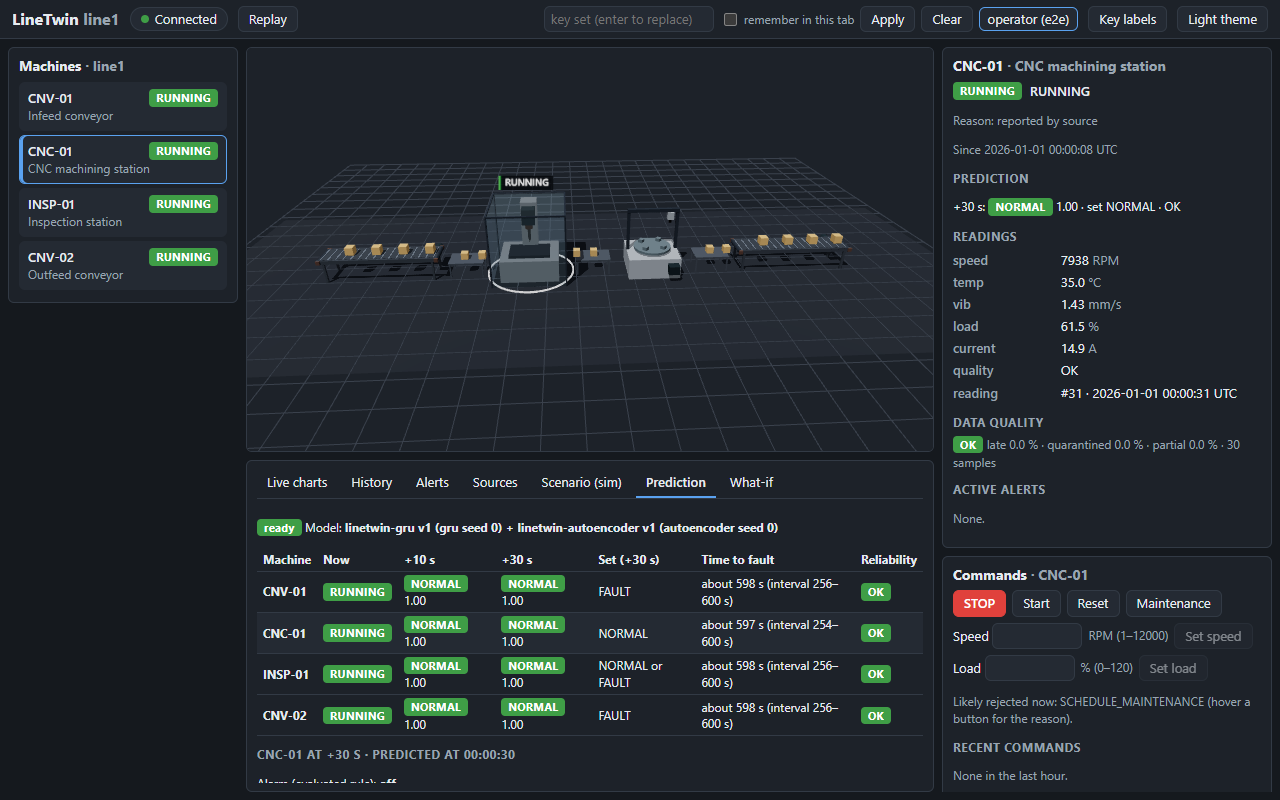 LineTwin line1
Connected
Replay
key set (enter to replace)
remember in this tab
Apply
Clear
operator (e2e)
Key labels
Light theme
Machines · line1
CNV-01 RUNNING
Infeed conveyor
CNC-01 RUNNING
CNC machining station
INSP-01 RUNNING
Inspection station
CNV-02 RUNNING
Outfeed conveyor
RUNNING
Live charts History Alerts Sources Scenario (sim) Prediction What-if
ready Model: linetwin-gru v1 (gru seed 0) + linetwin-autoencoder v1 (autoencoder seed 0)
Machine Now +10 s +30 s Set (+30 s) Time to fault Reliability
CNV-01 RUNNING NORMAL 1.00 NORMAL 1.00 FAULT about 598 s (interval 256–600 s) OK
CNC-01 RUNNING NORMAL 1.00 NORMAL 1.00 NORMAL about 597 s (interval 254–600 s) OK
INSP-01 RUNNING NORMAL 1.00 NORMAL 1.00 NORMAL or FAULT about 598 s (interval 256–600 s) OK
CNV-02 RUNNING NORMAL 1.00 NORMAL 1.00 FAULT about 598 s (interval 256–600 s) OK
CNC-01 AT +30 S · PREDICTED AT 00:00:30
CNC-01 · CNC machining station
RUNNING RUNNING
Reason: reported by source
Since 2026-01-01 00:00:08 UTC
PREDICTION
+30 s: NORMAL 1.00 · set NORMAL · OK
READINGS
speed 7938 RPM
temp 35.0 °C
vib 1.43 mm/s
load 61.5 %
current 14.9 A
quality OK
reading #31 · 2026-01-01 00:00:31 UTC
DATA QUALITY
OK late 0.0 % · quarantined 0.0 % · partial 0.0 % · 30
samples
ACTIVE ALERTS
None.
Commands · CNC-01
STOP Start Reset Maintenance
Speed RPM (1–12000) Set speed
Load % (0–120) Set load
Likely rejected now: SCHEDULE_MAINTENANCE (hover a
button for the reason).
RECENT COMMANDS
None in the last hour.